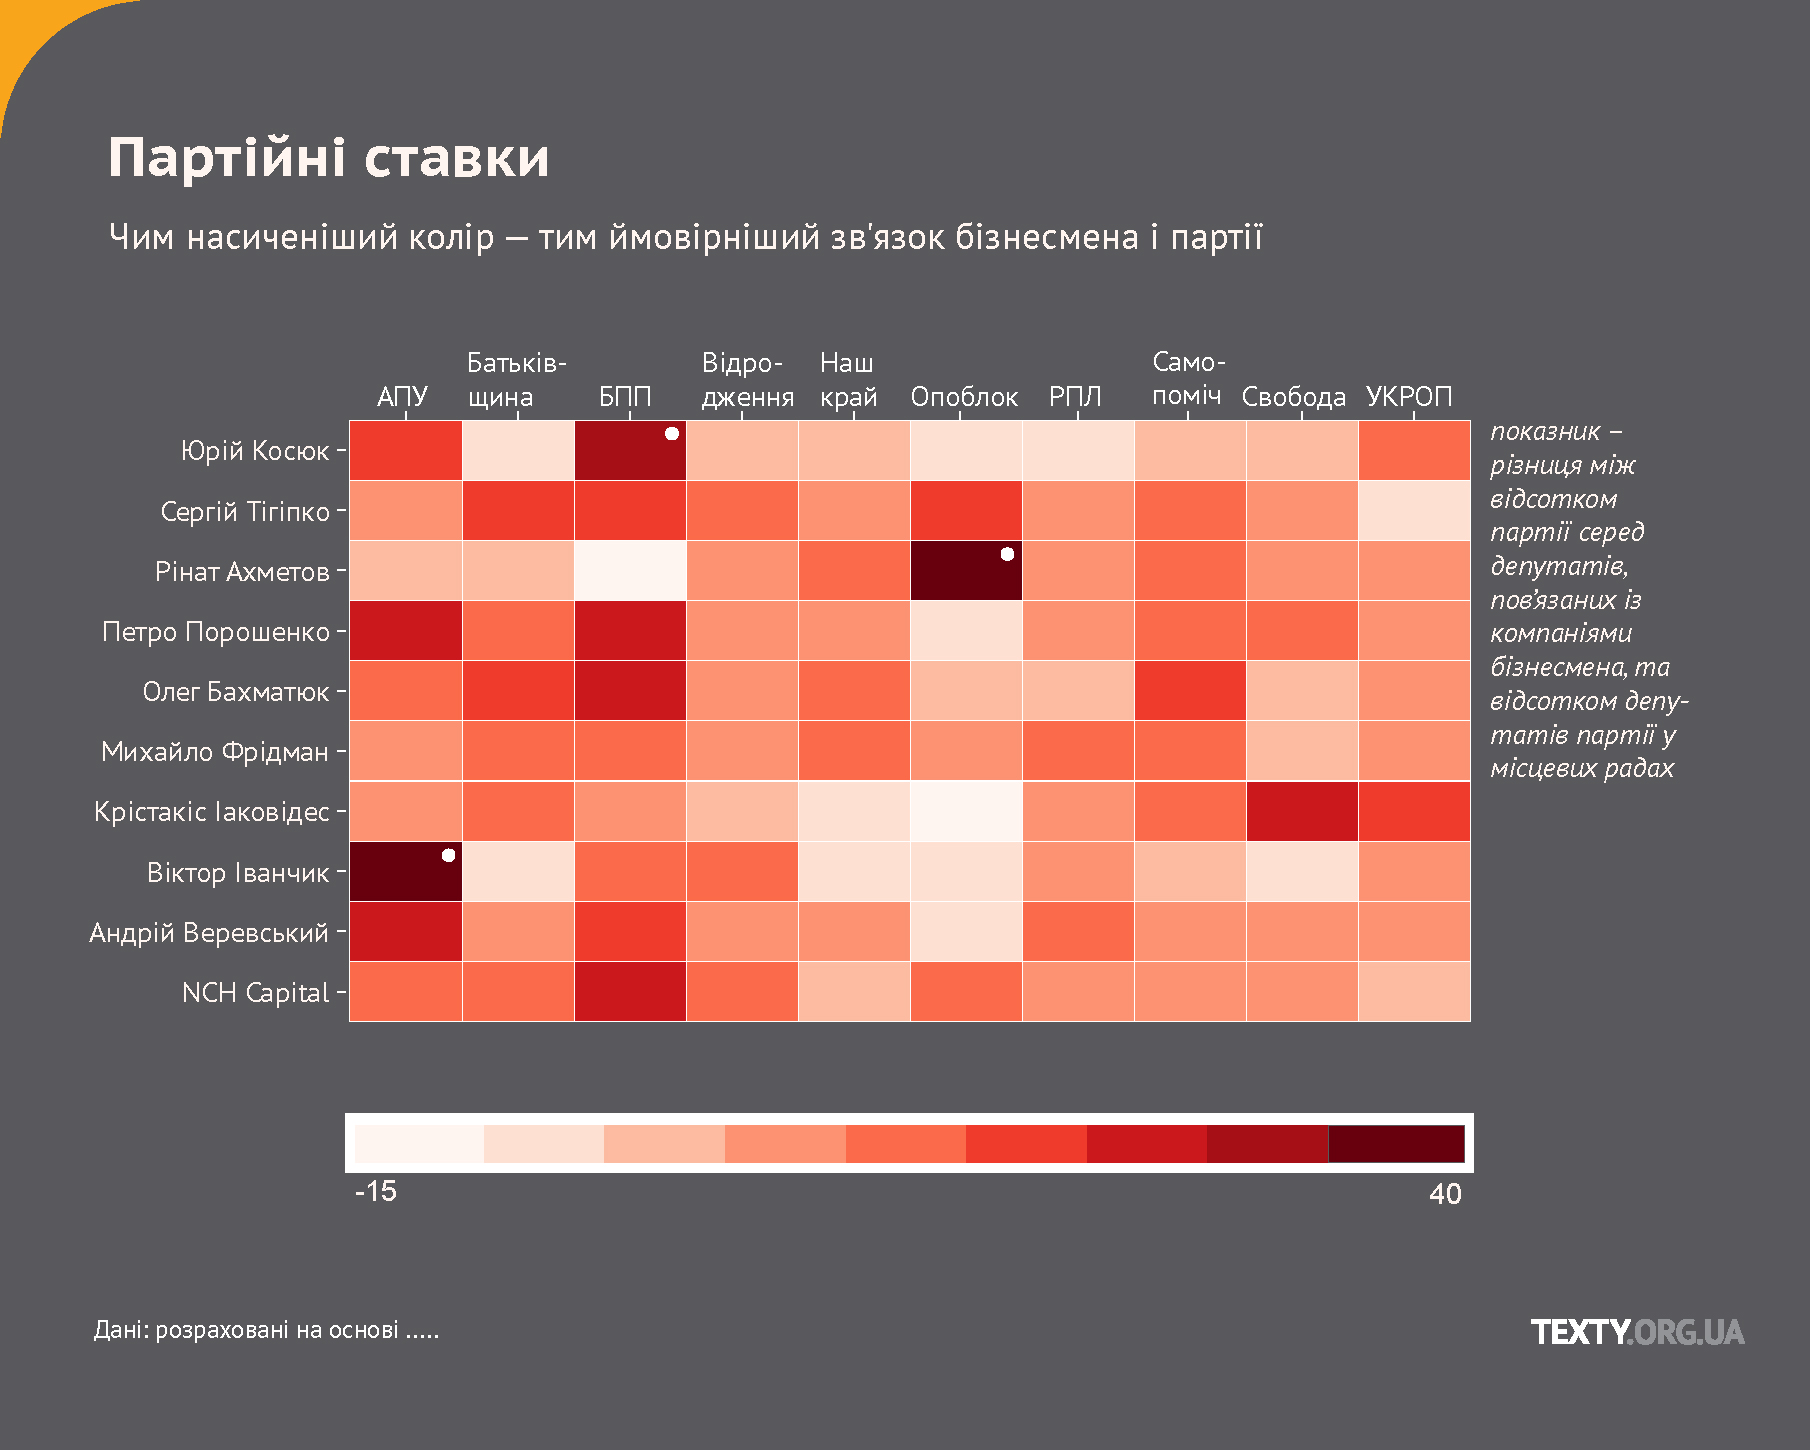 Партійні ставки
Чим насиченіший колір — тим ймовірніший зв'язок бізнесмена і партії
АПУ
Батьків-
щина
БПП
Відро-
дження
Наш
край
Опоблок
РПЛ
Само-
поміч
Свобода
УКРОП
Юрій Косюк
Сергій Тігіпко
Рінат Ахметов
Петро Порошенко
Олег Бахматюк
Михайло Фрідман
Крістакіс Іаковідес
Віктор Іванчик
Андрій Веревський
NCH Capital
показник –
різниця між
відсотком
партії серед
депутатів,
пов’язаних із
компаніями
бізнесмена, та
відсотком депу-
татів партії у
місцевих радах
-15
40
Дані: розраховані на основі .....
TEXTY.ORG.UA